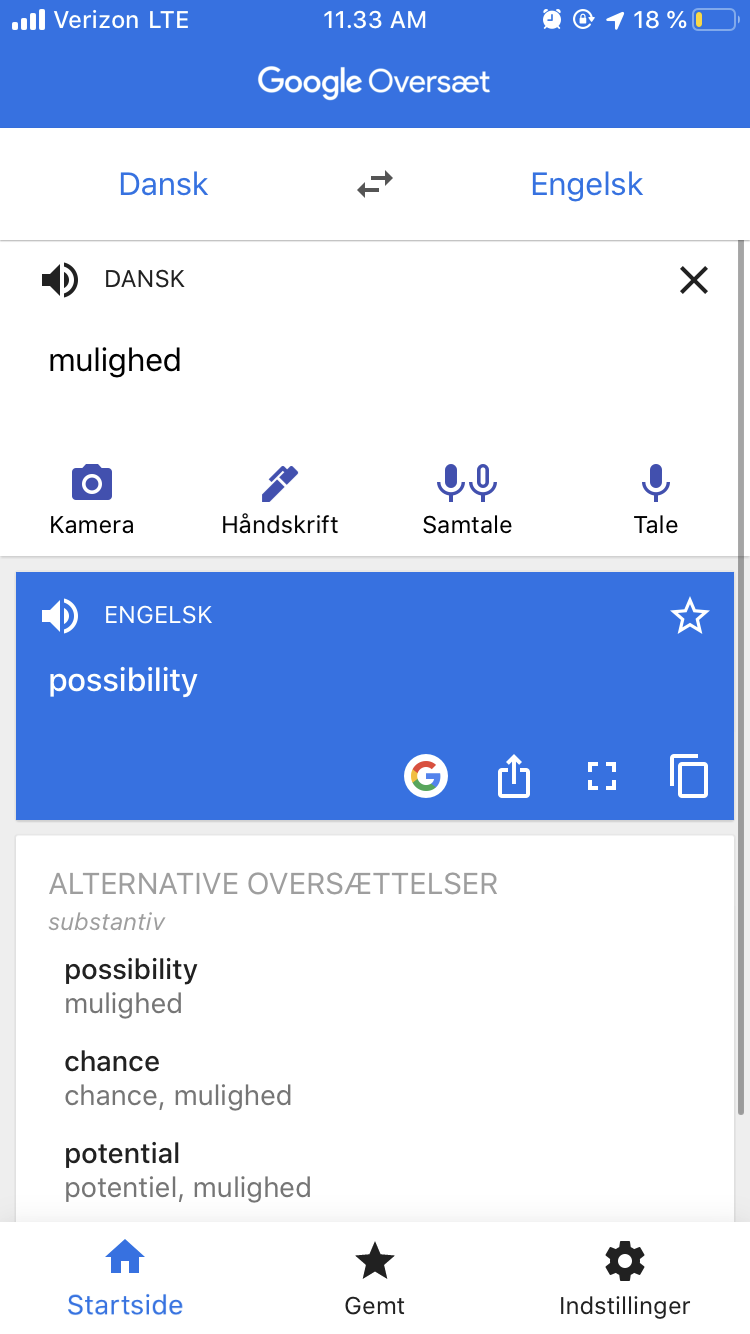 Verizon LTE 11.33 AM 18 %
Google Oversæt
Dansk Engelsk
DANSK
mulighed
Kamera Håndskrift Samtale Tale
ENGELSK
possibility
G
ALTERNATIVE OVERSÆTTELSER
substantiv
possibility
mulighed
chance
chance, mulighed
potential
potentiel, mulighed
Startside Gemt Indstillinger